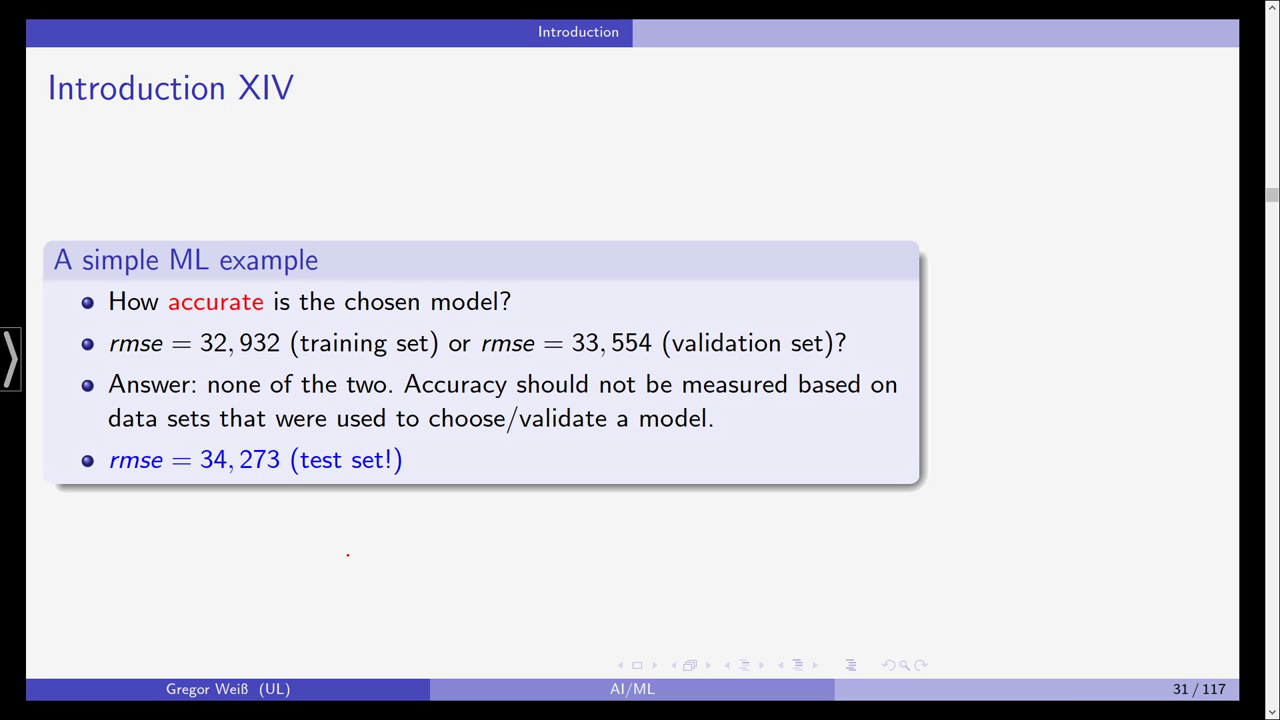 Introduction
Introduction XIV
A simple ML example
How accurate is the chosen model?
rmse = 32, 932 (training set) or rmse = 33, 554 (validation set)?
Answer: none of the two. Accuracy should not be measured based on
data sets that were used to choose/validate a model.
rmse = 34, 273 (test set!)
Gregor Weiß (UL)
AI/ML
31 / 117